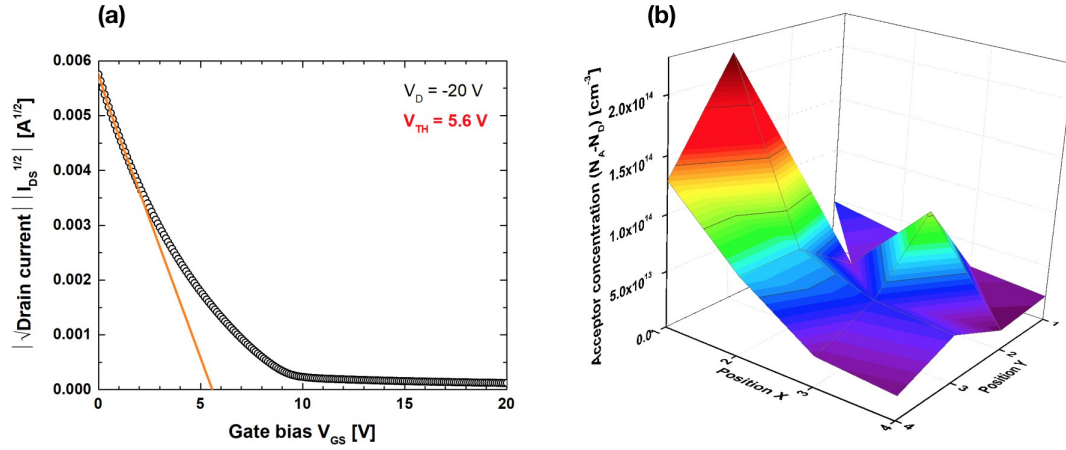 (a)
(b)
0.006
0.005
0.004
0.003
0.002
0.001
0.000
| √Drain current | | I_DS^1/2 | [A^1/2]
V_D = -20 V
V_TH = 5.6 V
0 5 10 15 20
Gate bias V_GS [V]
Acceptor concentration (N_A-N_D) [cm^-3]
2.0x10^14
1.5x10^14
1.0x10^14
5.0x10^13
0.0
2
3
4
Position X
1
2
3
4
Position Y